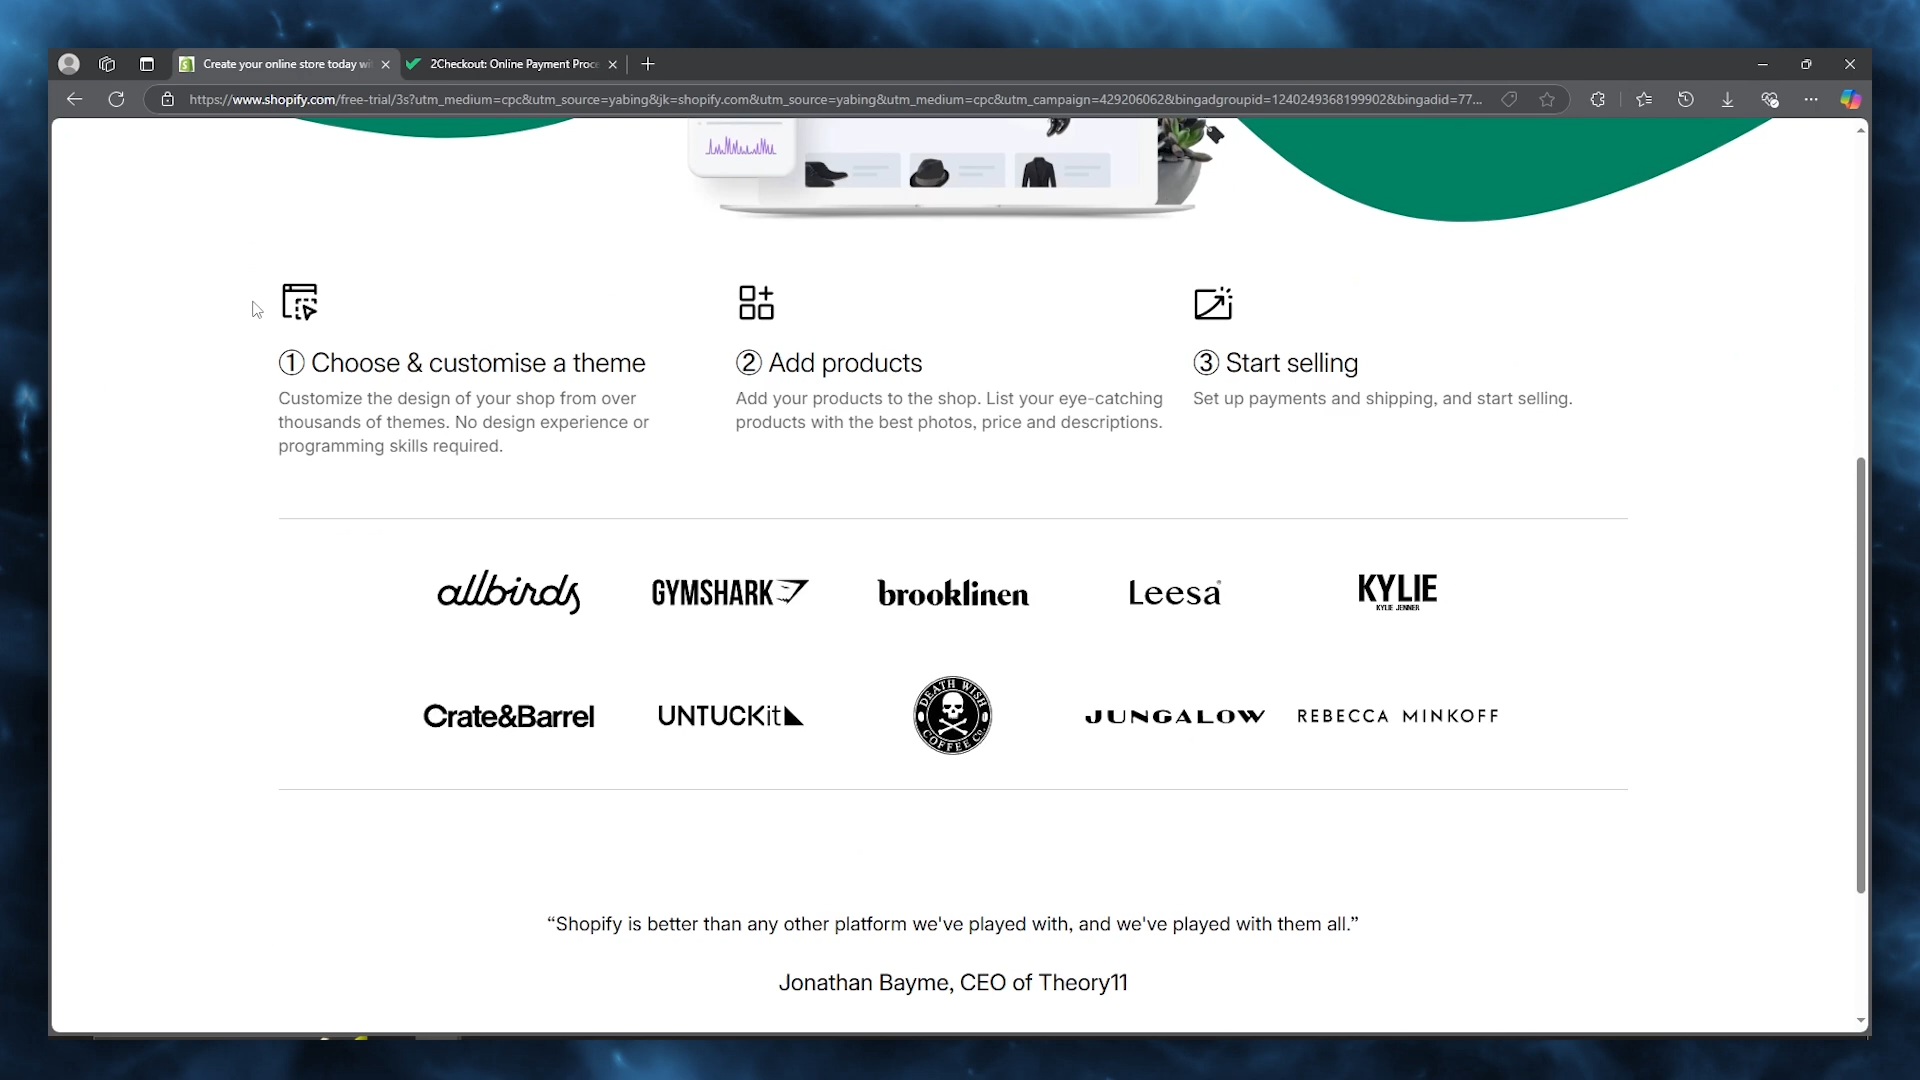 Create your online store today wi
2Checkout: Online Payment Proc
https://www.shopify.com/free-trial/3s?utm_medium=cpc&utm_source=yabing&jk=shopify.com&utm_source=yabing&utm_medium=cpc&utm_campaign=429206062&bingadgroupid=1240249368199902&bingadid=77...
① Choose & customise a theme
Customize the design of your shop from over
thousands of themes. No design experience or
programming skills required.
② Add products
Add your products to the shop. List your eye-catching
products with the best photos, price and descriptions.
③ Start selling
Set up payments and shipping, and start selling.
allbirds GYMSHARK brooklinen Leesa KYLIE
KYLIE JENNER
Crate&Barrel UNTUCKit DEATH WISH COFFEE CO. JUNGALOW REBECCA MINKOFF
“Shopify is better than any other platform we've played with, and we've played with them all.”
Jonathan Bayme, CEO of Theory11